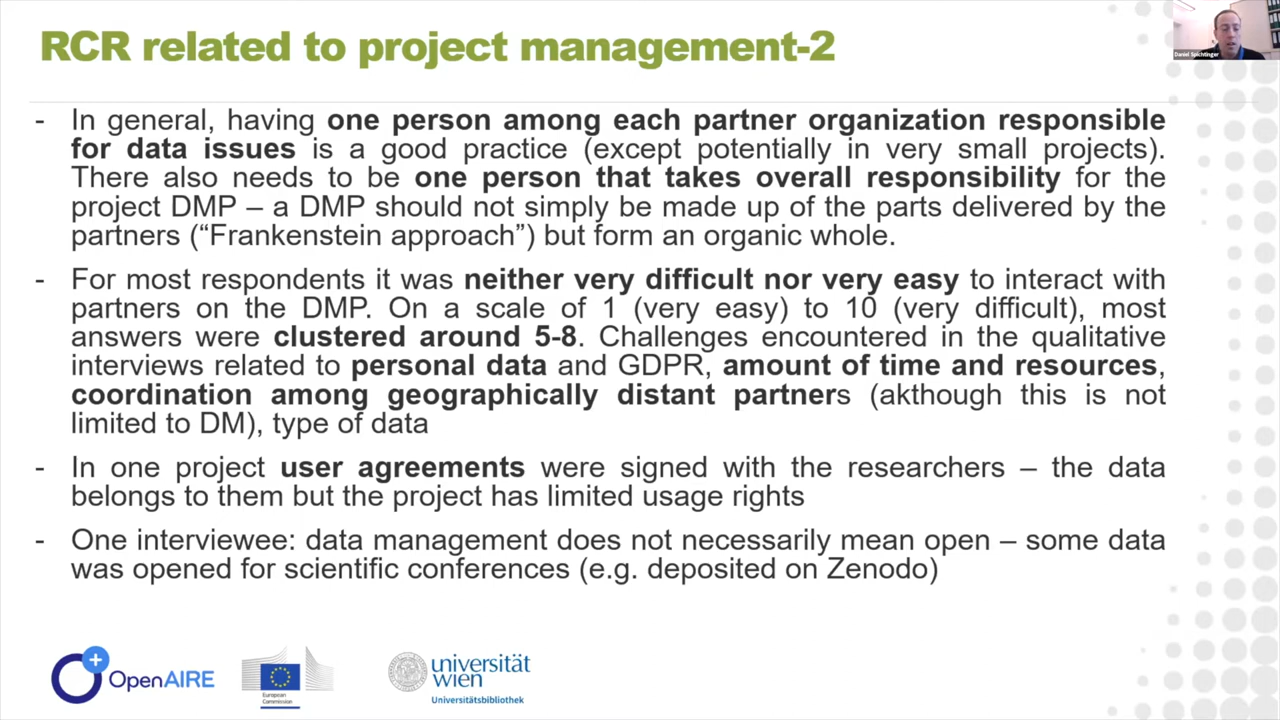 RCR related to project management-2
Daniel Spichtinger
- In general, having one person among each partner organization responsible
for data issues is a good practice (except potentially in very small projects).
There also needs to be one person that takes overall responsibility for the
project DMP – a DMP should not simply be made up of the parts delivered by the
partners (“Frankenstein approach”) but form an organic whole.
- For most respondents it was neither very difficult nor very easy to interact with
partners on the DMP. On a scale of 1 (very easy) to 10 (very difficult), most
answers were clustered around 5-8. Challenges encountered in the qualitative
interviews related to personal data and GDPR, amount of time and resources,
coordination among geographically distant partners (akthough this is not
limited to DM), type of data
- In one project user agreements were signed with the researchers – the data
belongs to them but the project has limited usage rights
- One interviewee: data management does not necessarily mean open – some data
was opened for scientific conferences (e.g. deposited on Zenodo)
OpenAIRE
European
Commission
universität
wien
Universitätsbibliothek